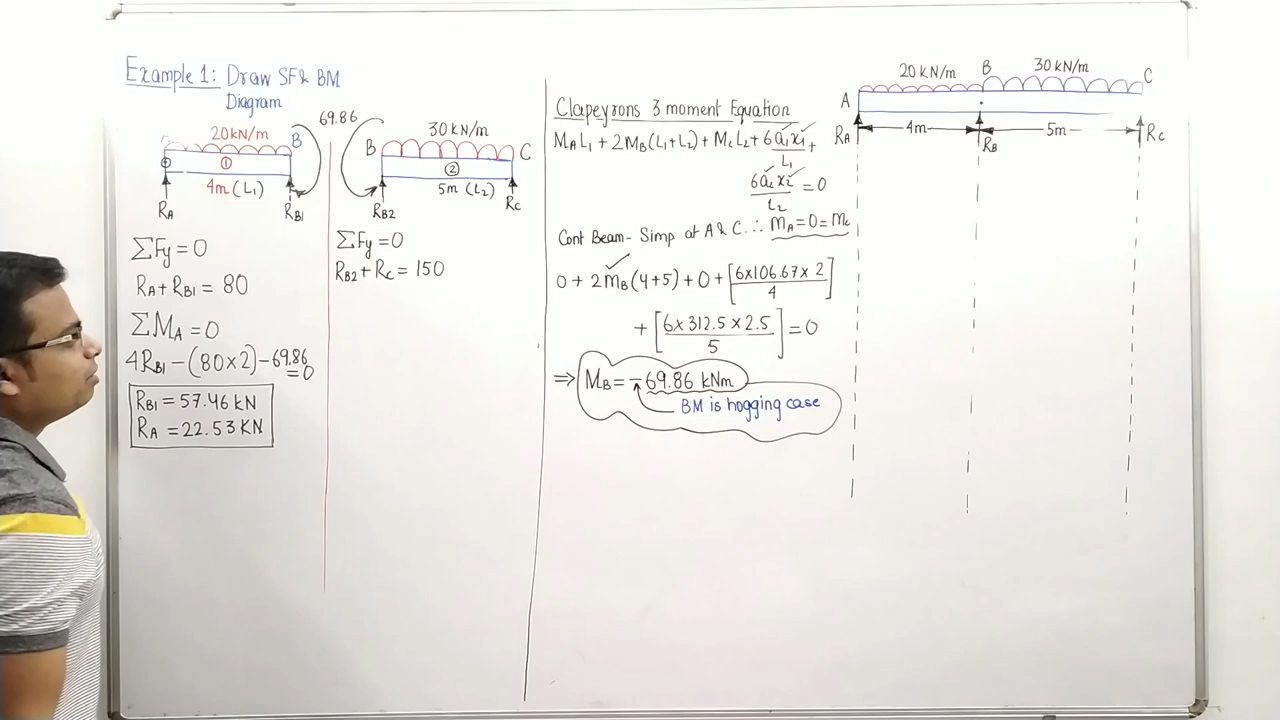 Example 1: Draw SF & BM
Diagram
20kN/m
B
69.86
①
4m (L₁)
RA
RB1
ΣFy = 0
RA + RB1 = 80
ΣMA = 0
4RB1 - (80×2) - 69.86
= 0
RB1 = 57.46 kN
RA = 22.53 KN
30 kN/m
B
C
②
5m (L₂)
RB2
Rc
ΣFy = 0
RB2 + Rc = 150
Clapeyrons 3 moment Equation
MA L₁ + 2MB (L₁+L₂) + Mc L₂ + 6a₁x₁ +
L₁
6a₂x₂ = 0
L₂
Cont Beam - Simp at A & C ∴ MA = 0 = Mc
0 + 2MB (4+5) + 0 + [6×106.67×2]
4
+ [6×312.5×2.5] = 0
5
⇒ MB = -69.86 kNm
BM is hogging case
20 kN/m
B
30 kN/m
C
A
RA
4m
RB
5m
Rc